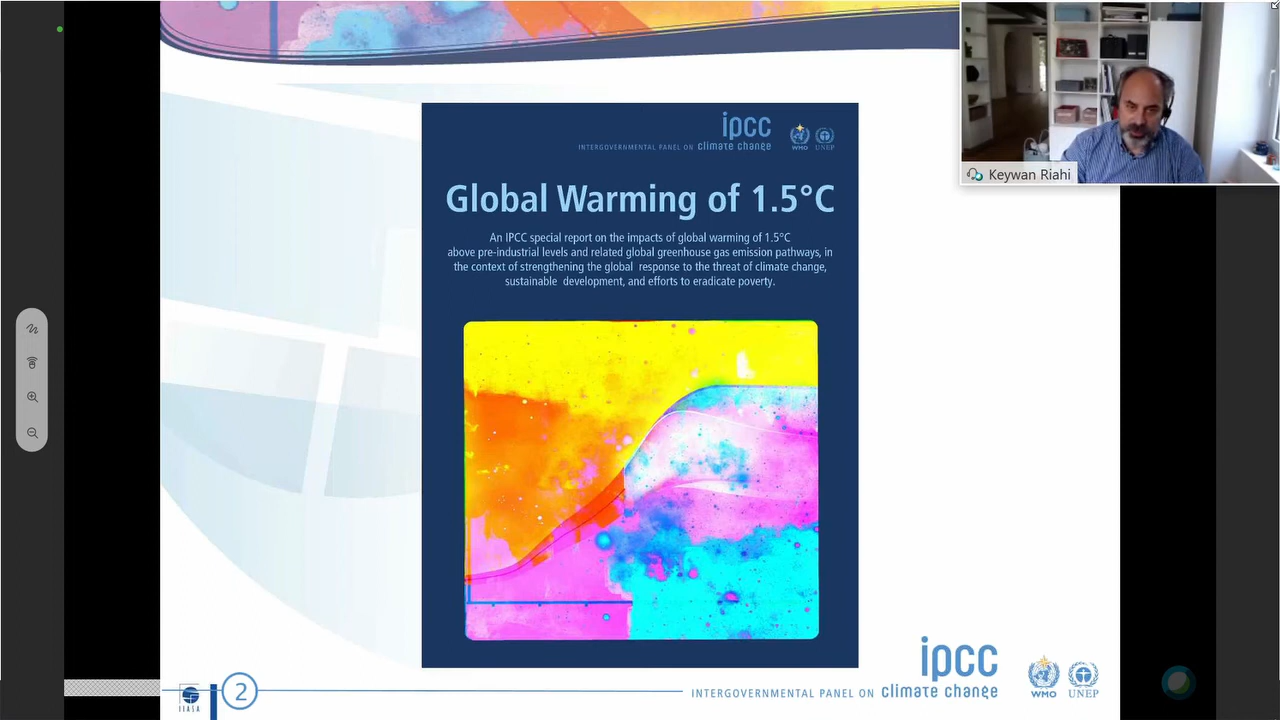 ipcc
INTERGOVERNMENTAL PANEL ON climate change
WMO UNEP
Global Warming of 1.5°C
An IPCC special report on the impacts of global warming of 1.5°C
above pre-industrial levels and related global greenhouse gas emission pathways, in
the context of strengthening the global response to the threat of climate change,
sustainable development, and efforts to eradicate poverty.
Keywan Riahi
IIASA
2
ipcc
INTERGOVERNMENTAL PANEL ON climate change
WMO UNEP